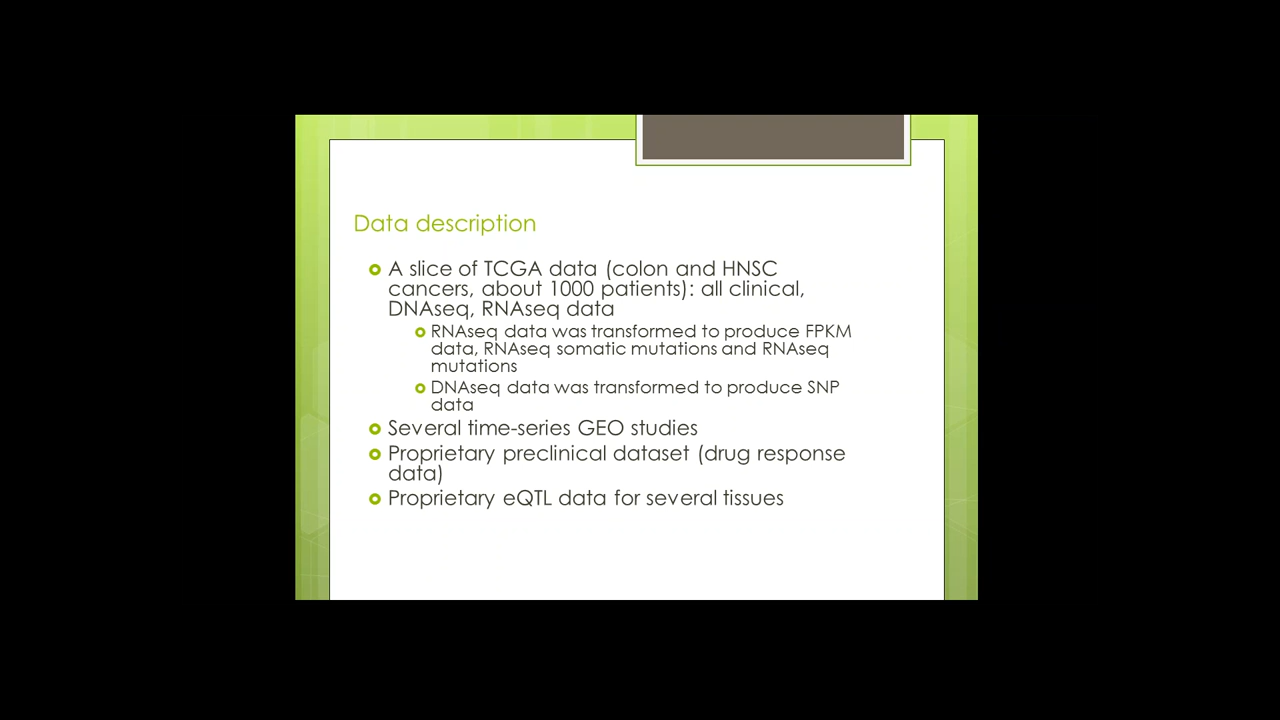 Data description
A slice of TCGA data (colon and HNSC
cancers, about 1000 patients): all clinical,
DNAseq, RNAseq data
RNAseq data was transformed to produce FPKM
data, RNAseq somatic mutations and RNAseq
mutations
DNAseq data was transformed to produce SNP
data
Several time-series GEO studies
Proprietary preclinical dataset (drug response
data)
Proprietary eQTL data for several tissues